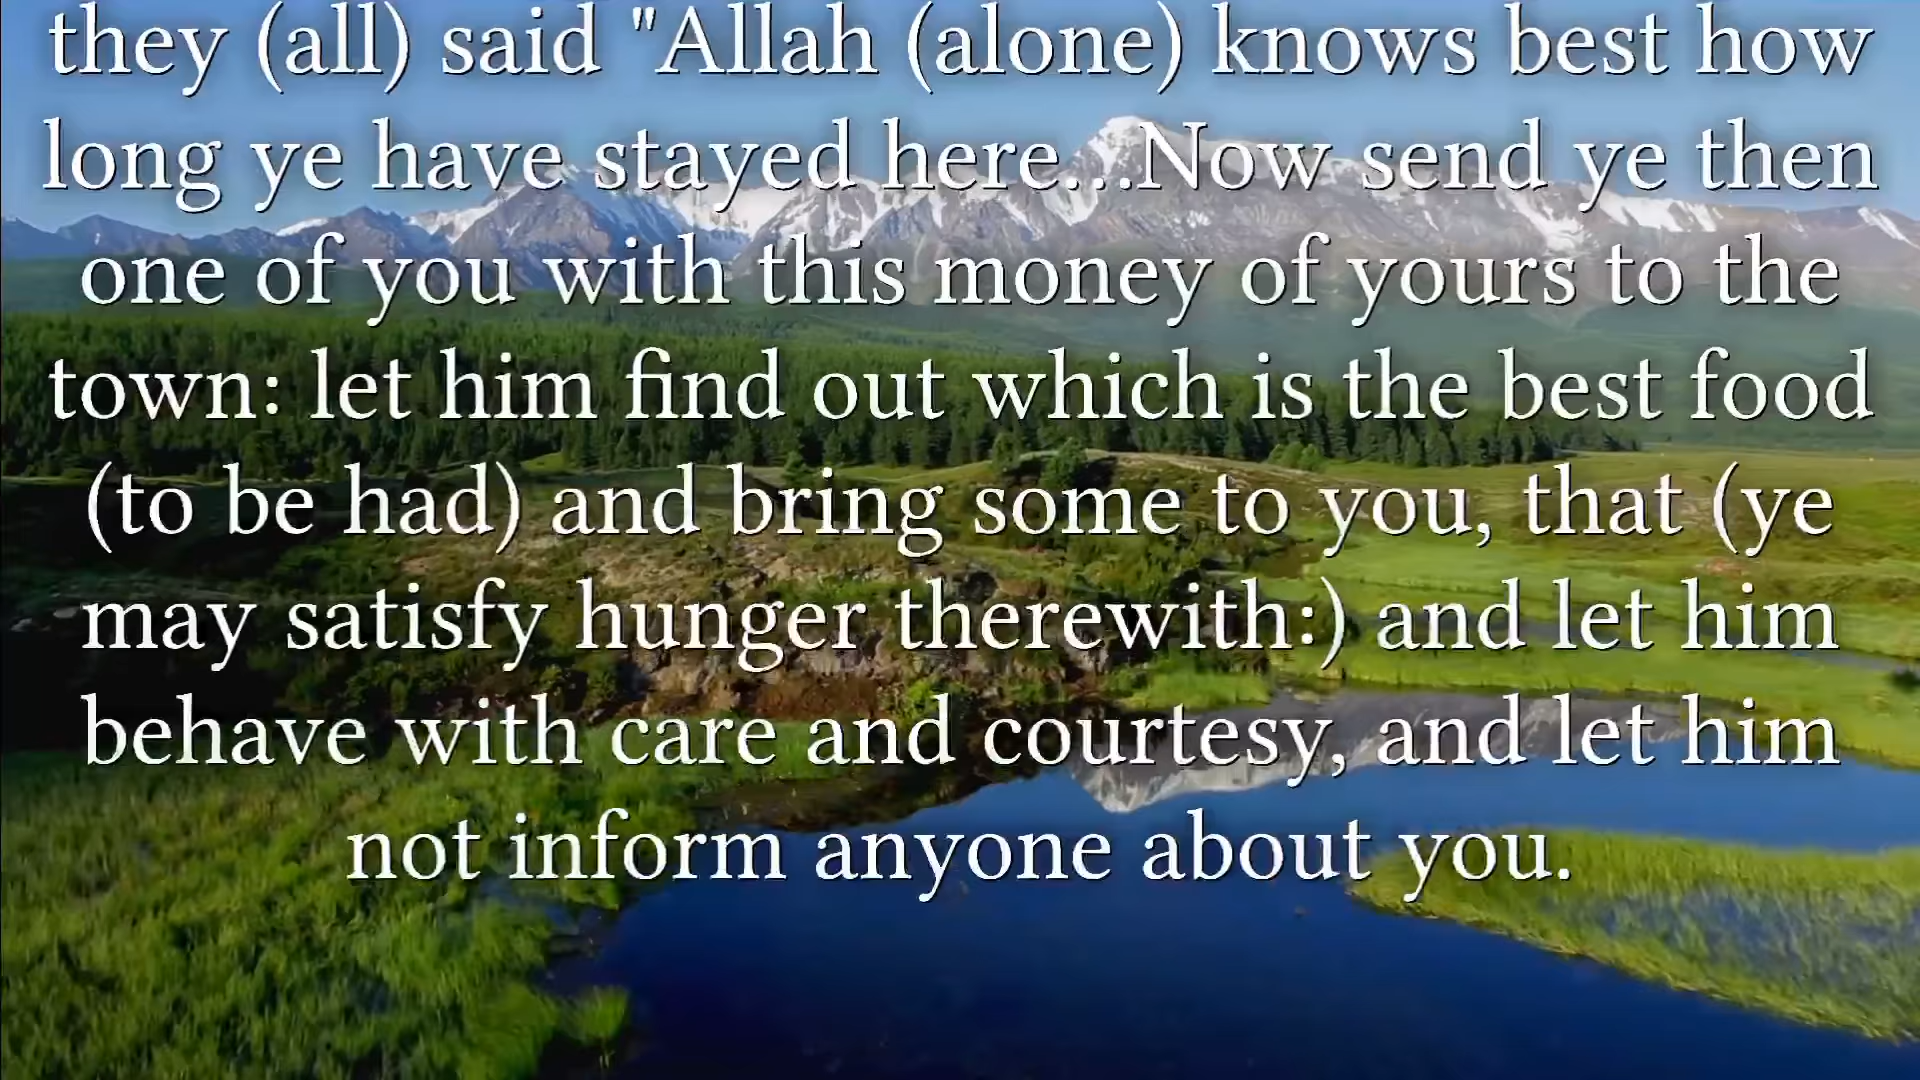 they (all) said "Allah (alone) knows best how
long ye have stayed here...Now send ye then
one of you with this money of yours to the
town: let him find out which is the best food
(to be had) and bring some to you, that (ye
may satisfy hunger therewith:) and let him
behave with care and courtesy, and let him
not inform anyone about you.